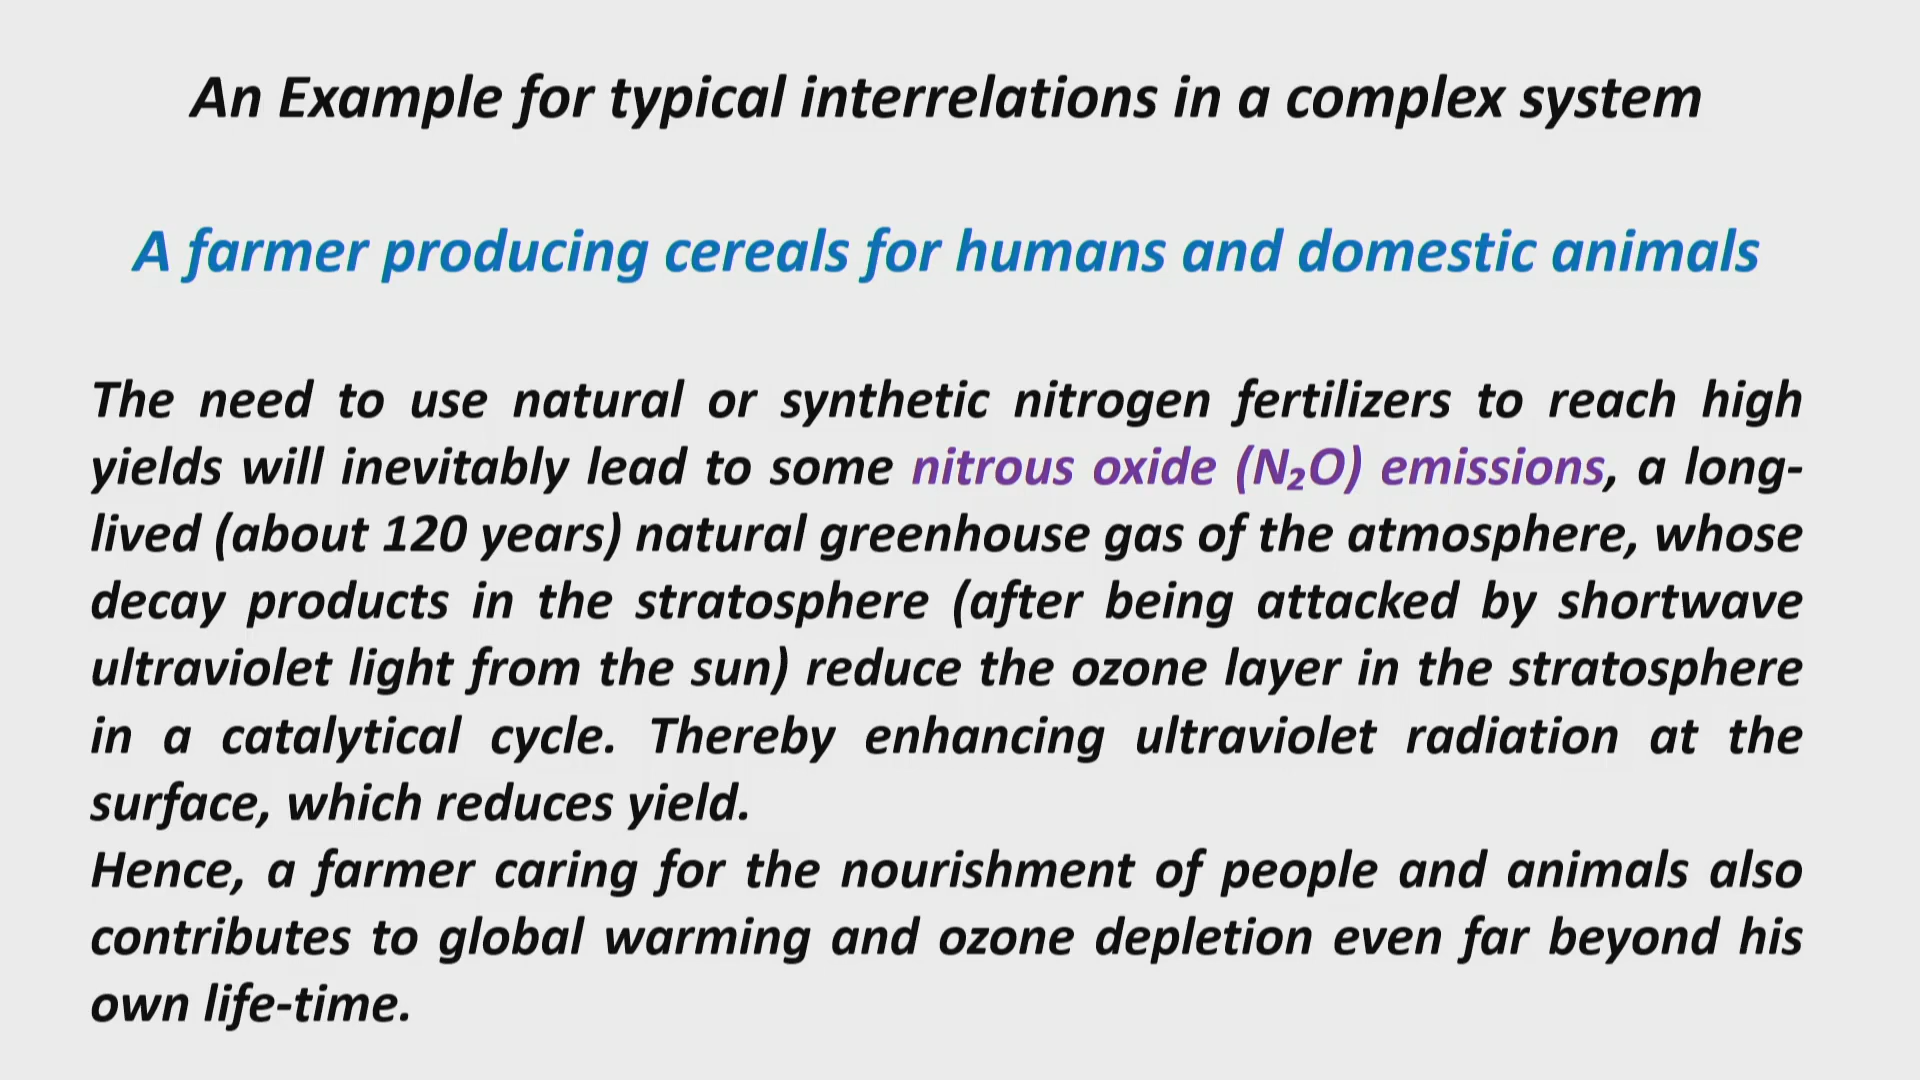 An Example for typical interrelations in a complex system
A farmer producing cereals for humans and domestic animals
The need to use natural or synthetic nitrogen fertilizers to reach high
yields will inevitably lead to some nitrous oxide (N₂O) emissions, a long-
lived (about 120 years) natural greenhouse gas of the atmosphere, whose
decay products in the stratosphere (after being attacked by shortwave
ultraviolet light from the sun) reduce the ozone layer in the stratosphere
in a catalytical cycle. Thereby enhancing ultraviolet radiation at the
surface, which reduces yield.
Hence, a farmer caring for the nourishment of people and animals also
contributes to global warming and ozone depletion even far beyond his
own life-time.